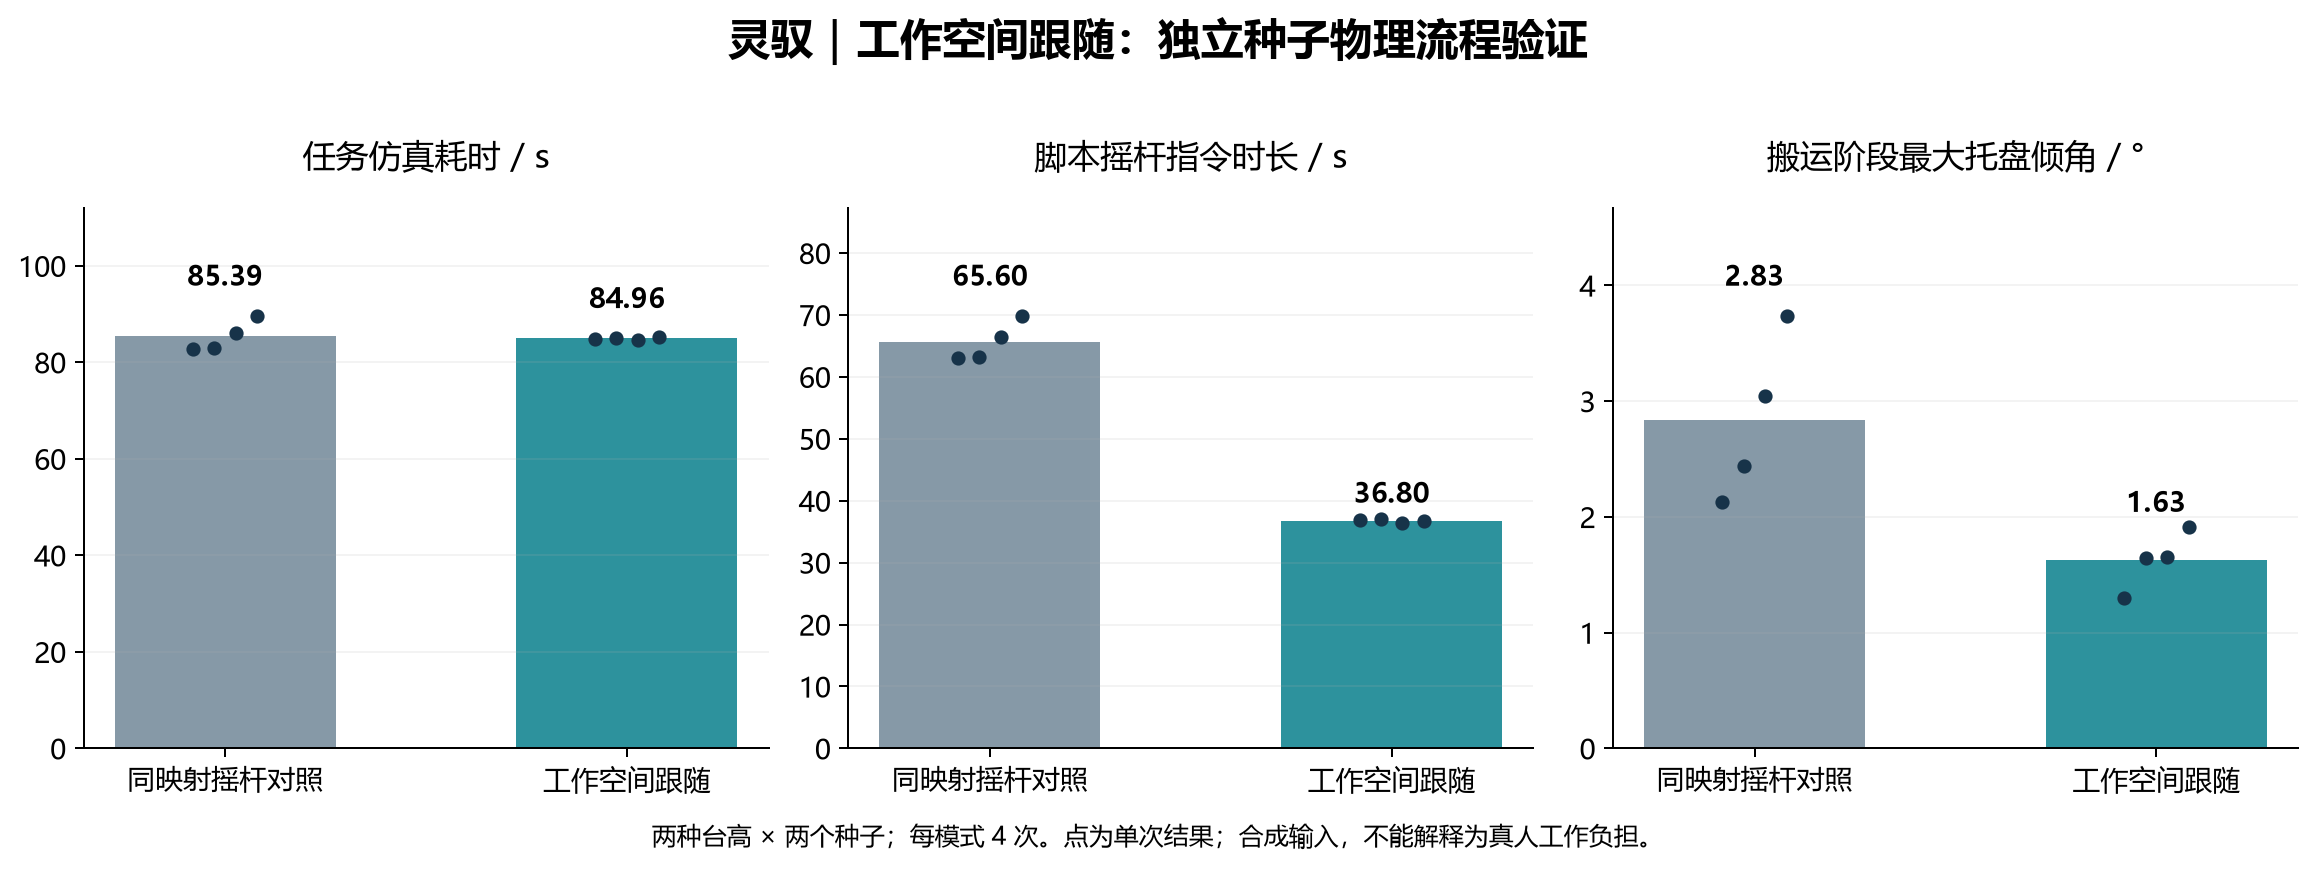 灵驭｜工作空间跟随：独立种子物理流程验证
任务仿真耗时 / s
100
80
60
40
20
0
85.39
84.96
同映射摇杆对照
工作空间跟随
脚本摇杆指令时长 / s
80
70
60
50
40
30
20
10
0
65.60
36.80
同映射摇杆对照
工作空间跟随
搬运阶段最大托盘倾角 / °
4
3
2
1
0
2.83
1.63
同映射摇杆对照
工作空间跟随
两种台高 × 两个种子；每模式 4 次。点为单次结果；合成输入，不能解释为真人工作负担。